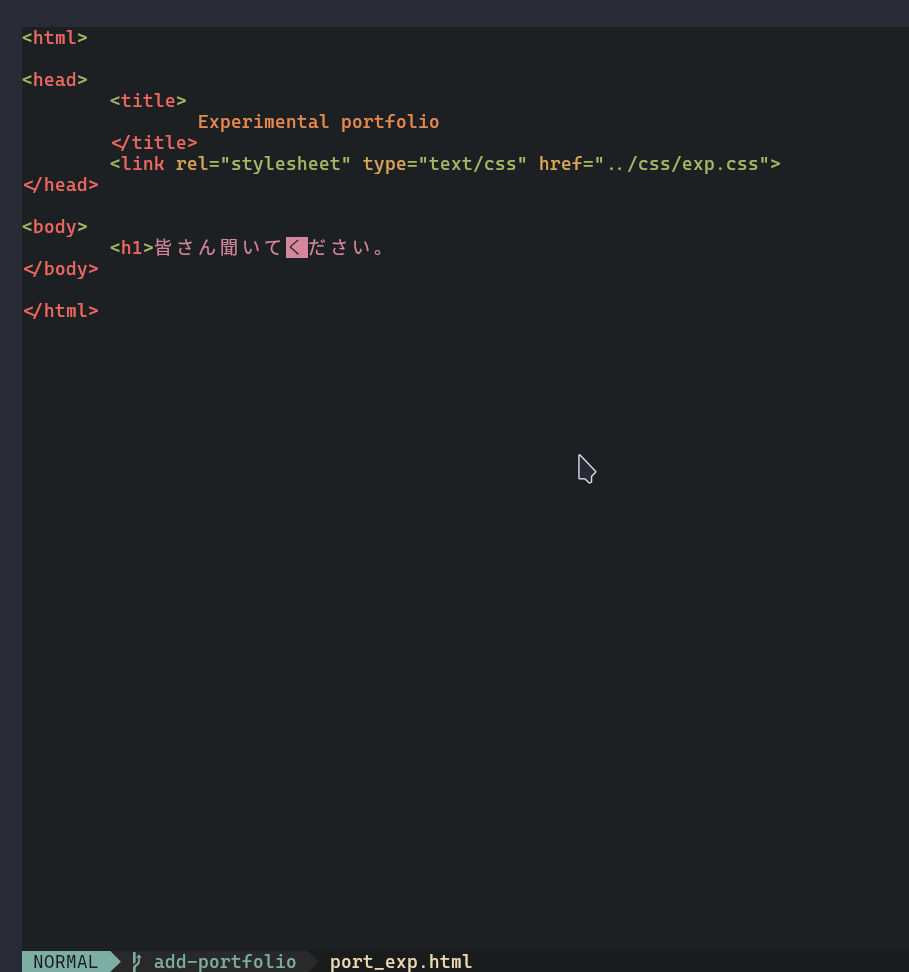 <html>
<head>
<title>
Experimental portfolio
</title>
<link rel="stylesheet" type="text/css" href="../css/exp.css">
</head>
<body>
<h1>皆さん聞いてください。
</body>
</html>
NORMAL add-portfolio port_exp.html